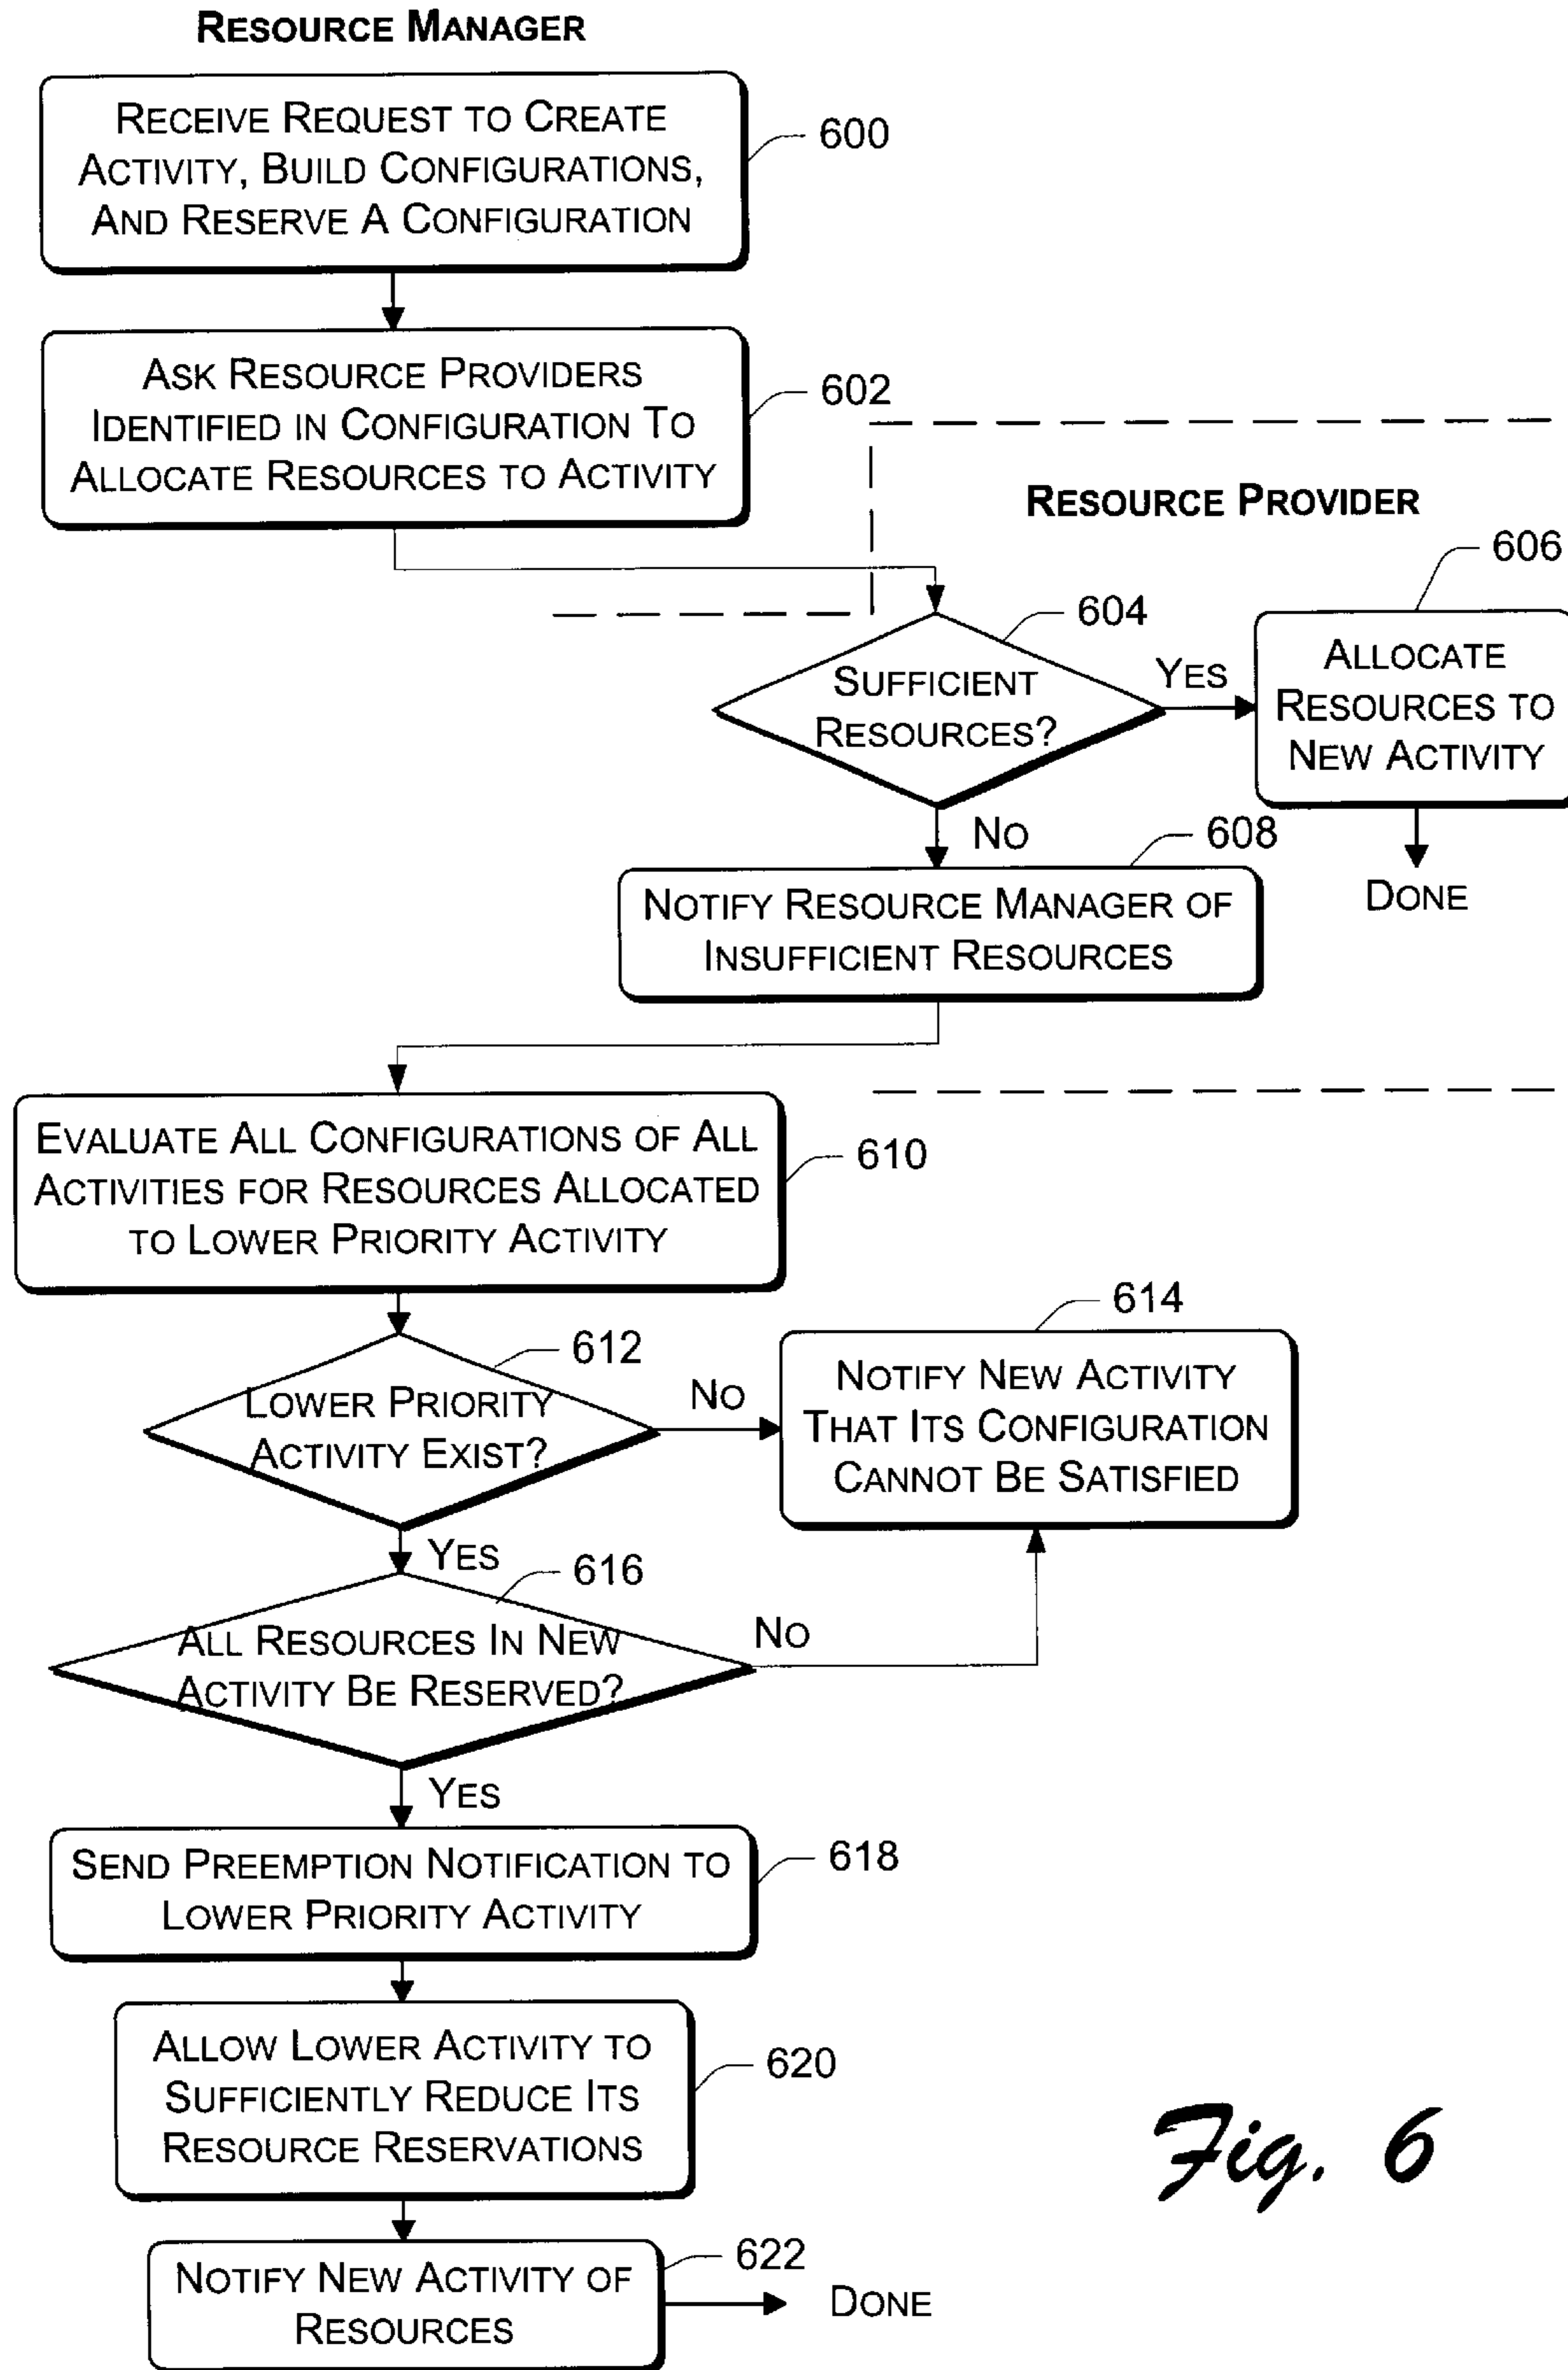 RESOURCE MANAGER
RECEIVE REQUEST TO CREATE
ACTIVITY, BUILD CONFIGURATIONS,
AND RESERVE A CONFIGURATION
600
ASK RESOURCE PROVIDERS
IDENTIFIED IN CONFIGURATION TO
ALLOCATE RESOURCES TO ACTIVITY
602
RESOURCE PROVIDER
604
SUFFICIENT
RESOURCES?
YES
606
ALLOCATE
RESOURCES TO
NEW ACTIVITY
DONE
NO
608
NOTIFY RESOURCE MANAGER OF
INSUFFICIENT RESOURCES
EVALUATE ALL CONFIGURATIONS OF ALL
ACTIVITIES FOR RESOURCES ALLOCATED
TO LOWER PRIORITY ACTIVITY
610
612
LOWER PRIORITY
ACTIVITY EXIST?
NO
614
NOTIFY NEW ACTIVITY
THAT ITS CONFIGURATION
CANNOT BE SATISFIED
YES
616
ALL RESOURCES IN NEW
ACTIVITY BE RESERVED?
NO
YES
SEND PREEMPTION NOTIFICATION TO
LOWER PRIORITY ACTIVITY
618
ALLOW LOWER ACTIVITY TO
SUFFICIENTLY REDUCE ITS
RESOURCE RESERVATIONS
620
NOTIFY NEW ACTIVITY OF
RESOURCES
622
DONE
Fig. 6